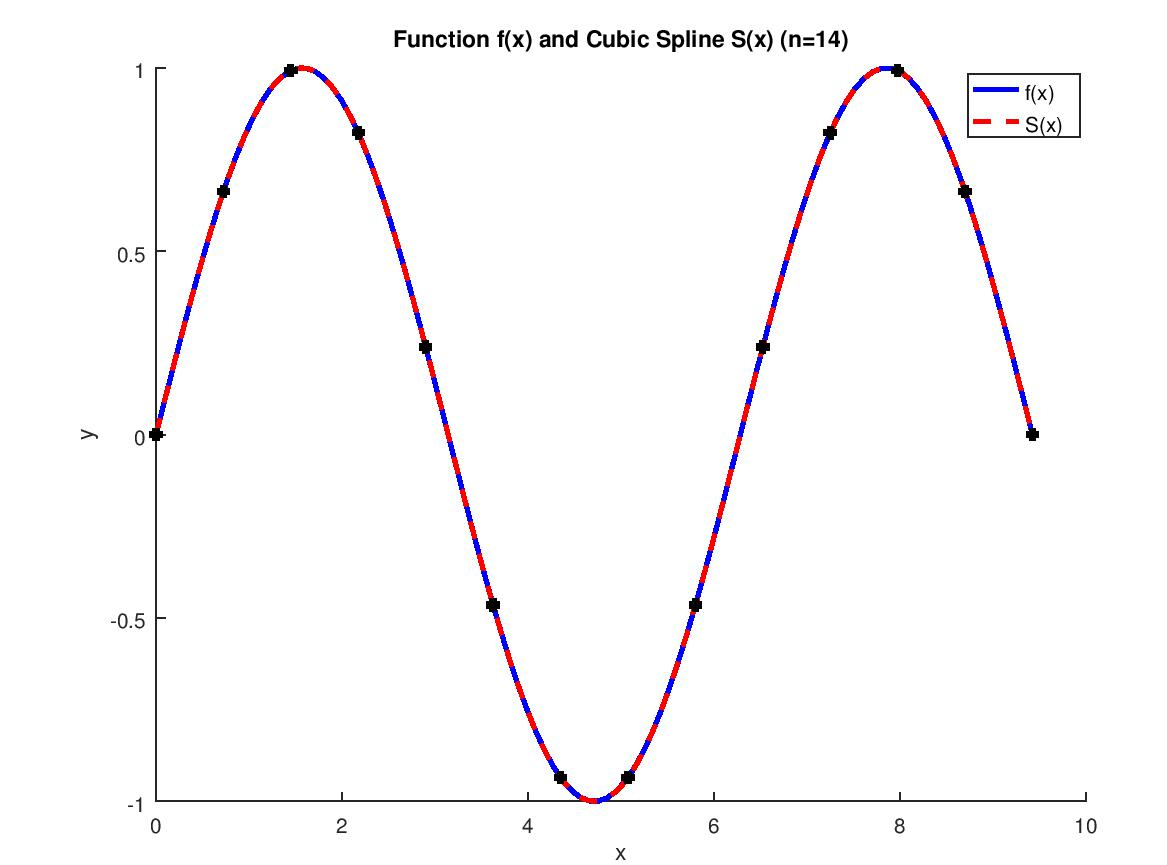 Function f(x) and Cubic Spline S(x) (n=14)
f(x)
S(x)
1
0.5
0
-0.5
-1
y
0 2 4 6 8 10
x